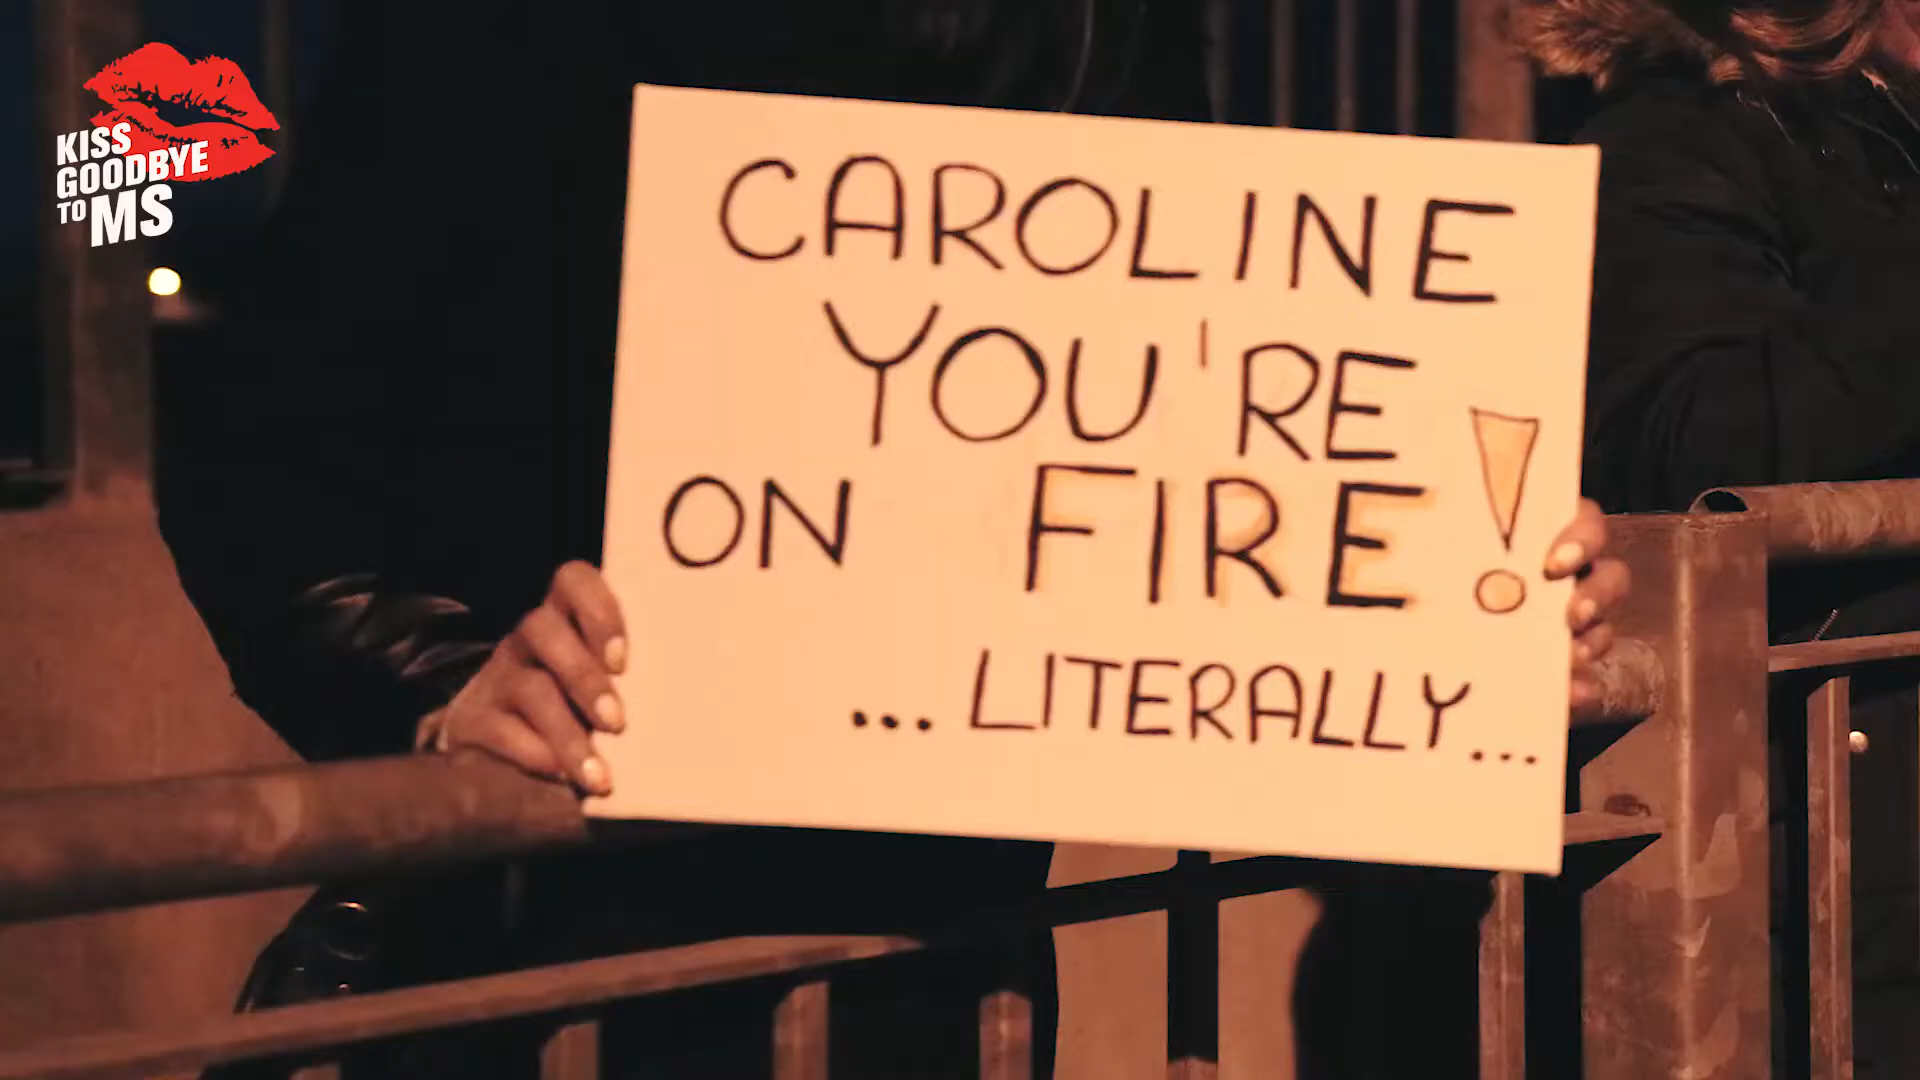 KISS
GOODBYE
TO MS
CAROLINE
YOU'RE
ON FIRE!
...LITERALLY...